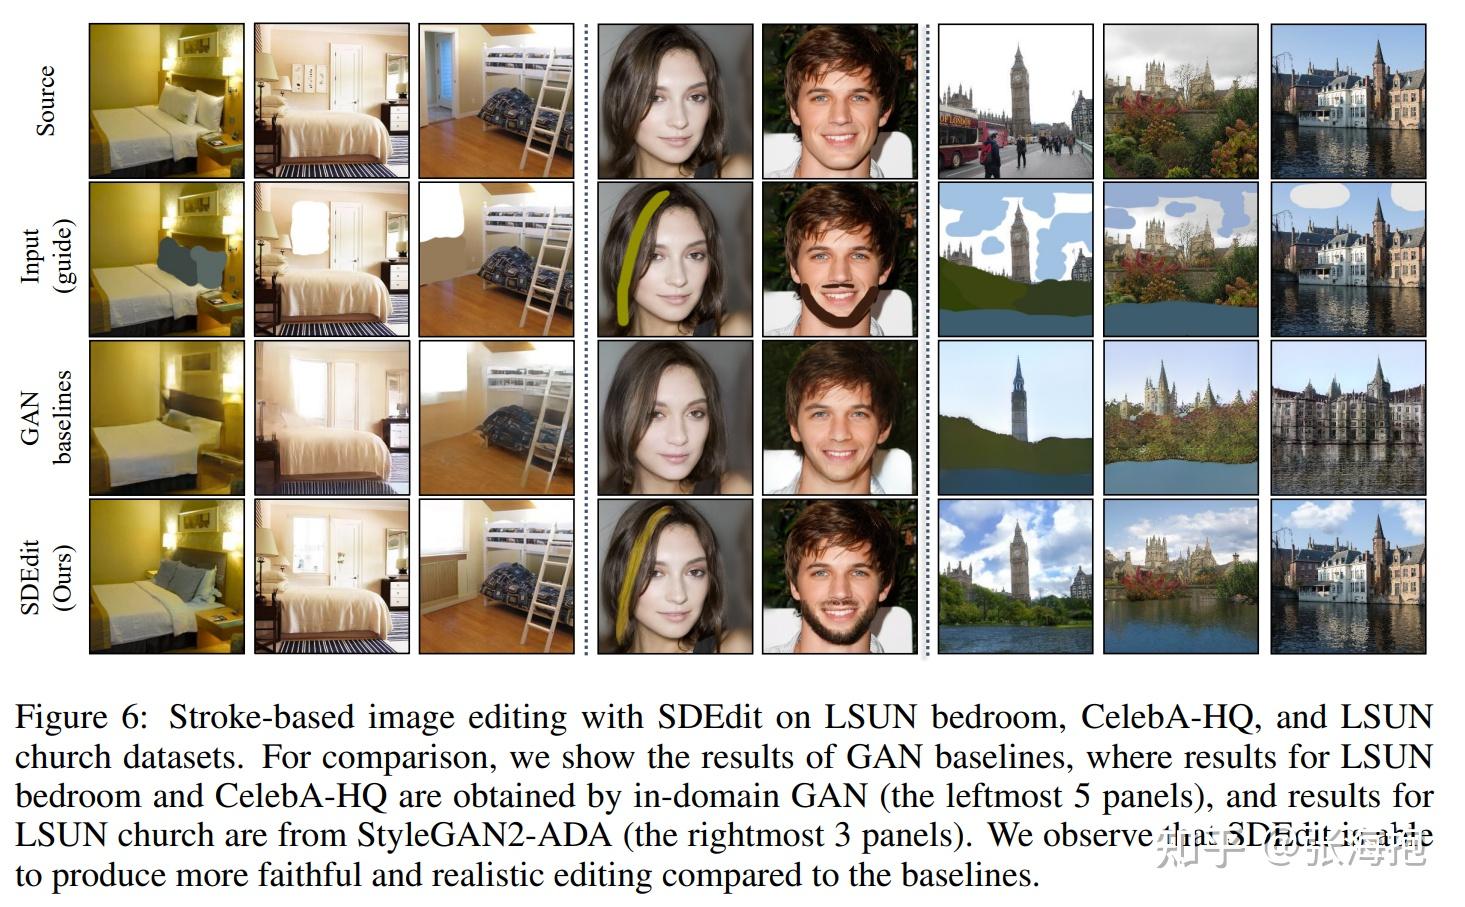 Source
OF LONDON
Input
(guide)
GAN
baselines
SDEdit
(Ours)
Figure 6: Stroke-based image editing with SDEdit on LSUN bedroom, CelebA-HQ, and LSUN
church datasets. For comparison, we show the results of GAN baselines, where results for LSUN
bedroom and CelebA-HQ are obtained by in-domain GAN (the leftmost 5 panels), and results for
LSUN church are from StyleGAN2-ADA (the rightmost 3 panels). We observe that SDEdit is able
to produce more faithful and realistic editing compared to the baselines.
知乎 @张海抱